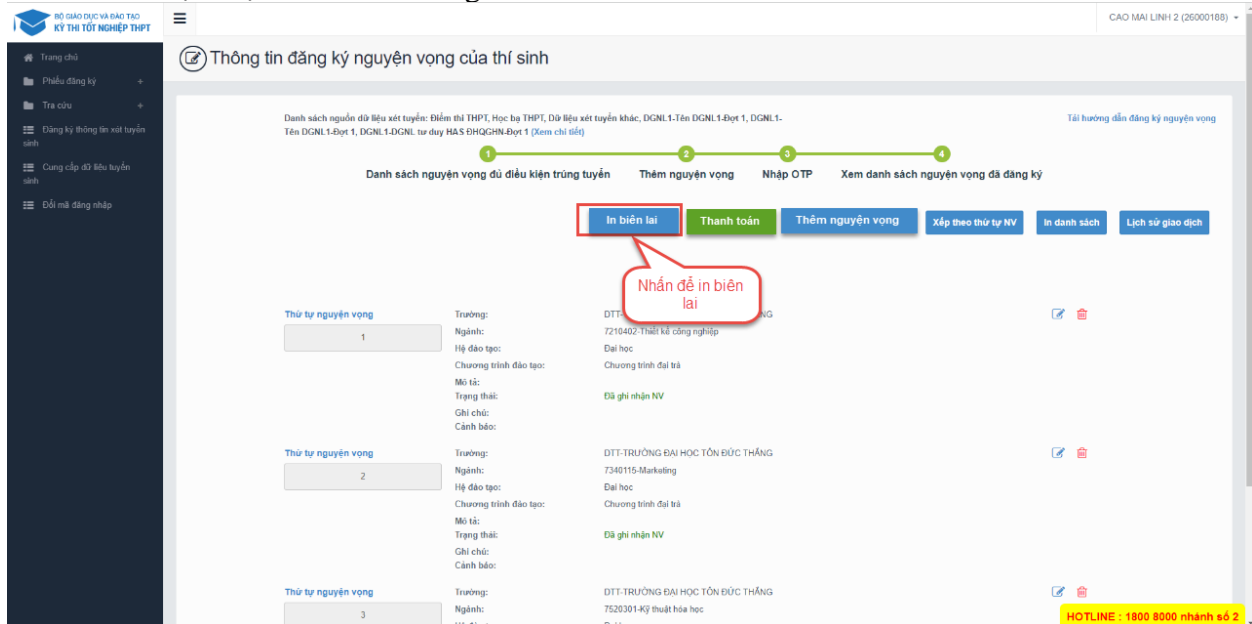 BỘ GIÁO DỤC VÀ ĐÀO TẠO
KỲ THI TỐT NGHIỆP THPT
CAO MAI LINH 2 (26000188)
Trang chủ
Phiếu đăng ký +
Tra cứu +
Đăng ký thông tin xét tuyển
sinh
Cung cấp dữ liệu tuyển
sinh
Đổi mã đăng nhập
Thông tin đăng ký nguyện vọng của thí sinh
Danh sách nguồn dữ liệu xét tuyển: Điểm thi THPT, Học bạ THPT, Dữ liệu xét tuyển khác, DGNL1-Tên DGNL1-Đợt 1, DGNL1-
Tên DGNL1-Đợt 1, DGNL1-DGNL tư duy HAS ĐHQGHN-Đợt 1 (Xem chi tiết)
Tải hướng dẫn đăng ký nguyện vọng
1 2 3 4
Danh sách nguyện vọng đủ điều kiện trúng tuyển Thêm nguyện vọng Nhập OTP Xem danh sách nguyện vọng đã đăng ký
In biên lai Thanh toán Thêm nguyện vọng Xếp theo thứ tự NV In danh sách Lịch sử giao dịch
Nhấn để in biên
lai
Thứ tự nguyện vọng
1
Trường: DTT-
Ngành: 7210402-Thiết kế công nghiệp
Hệ đào tạo: Đại học
Chương trình đào tạo: Chương trình đại trà
Mô tả:
Trạng thái: Đã ghi nhận NV
Ghi chú:
Cảnh báo:
Thứ tự nguyện vọng
2
Trường: DTT-TRƯỜNG ĐẠI HỌC TÔN ĐỨC THẮNG
Ngành: 7340115-Marketing
Hệ đào tạo: Đại học
Chương trình đào tạo: Chương trình đại trà
Mô tả:
Trạng thái: Đã ghi nhận NV
Ghi chú:
Cảnh báo:
Thứ tự nguyện vọng
3
Trường: DTT-TRƯỜNG ĐẠI HỌC TÔN ĐỨC THẮNG
Ngành: 7520301-Kỹ thuật hóa học
HOTLINE : 1800 8000 nhánh số 2